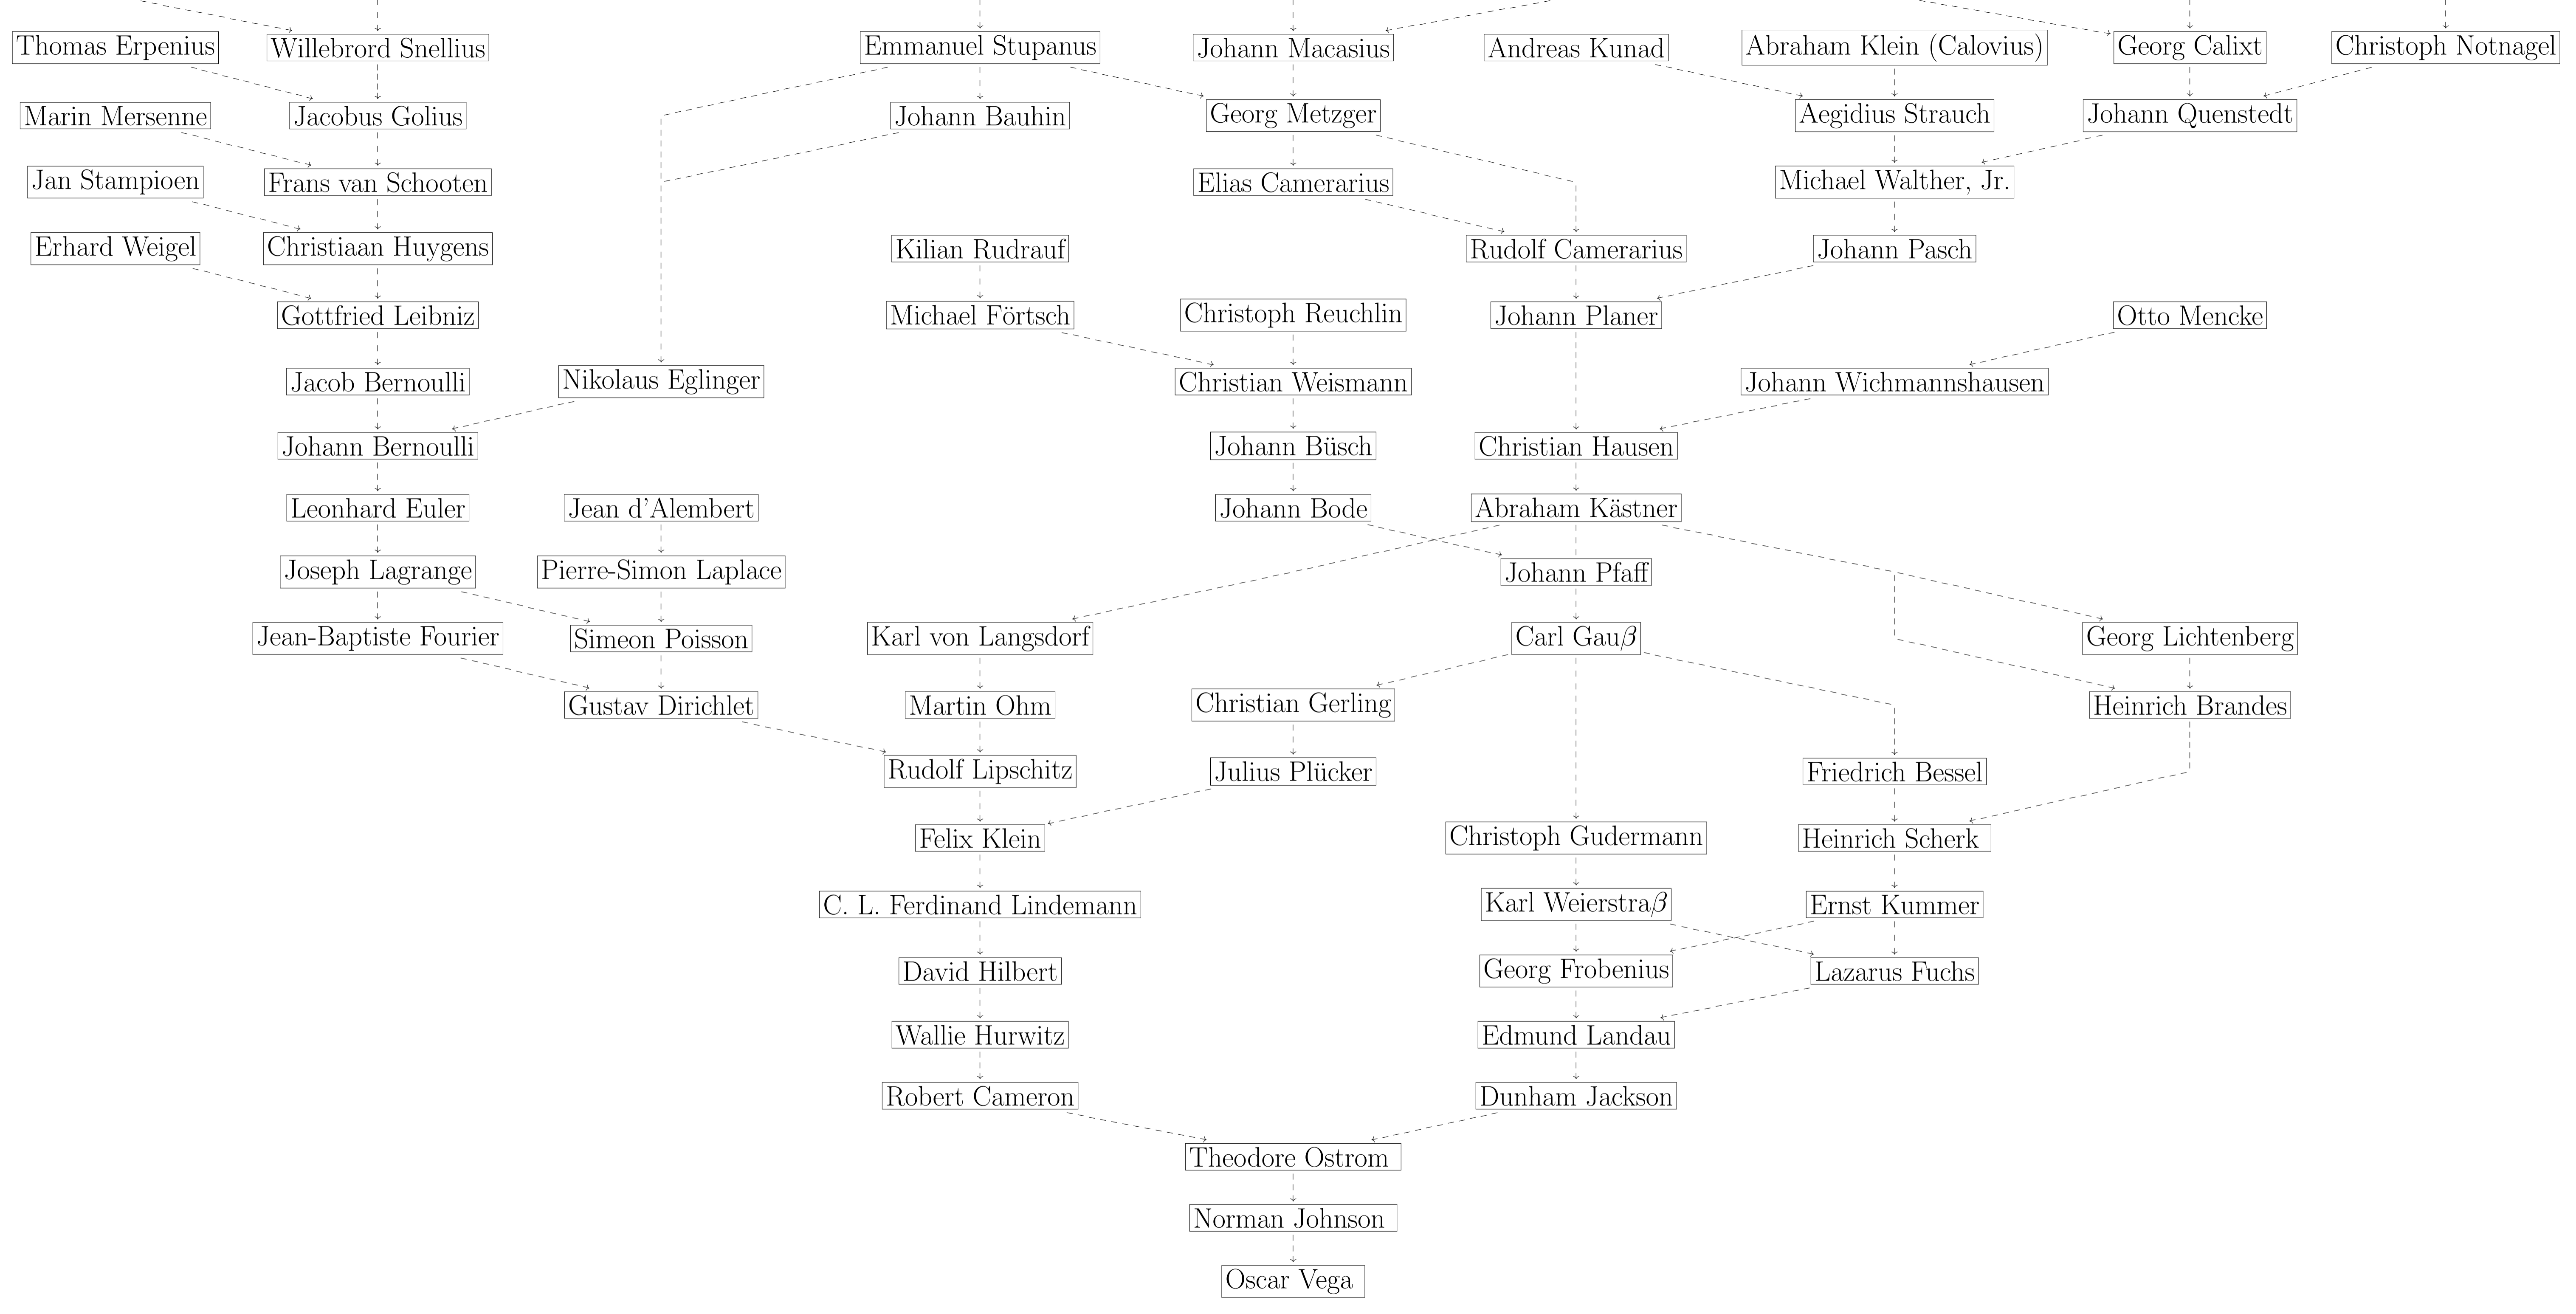 Thomas Erpenius
Willebrord Snellius
Emmanuel Stupanus
Johann Macasius
Andreas Kunad
Abraham Klein (Calovius)
Georg Calixt
Christoph Notnagel
Marin Mersenne
Jacobus Golius
Johann Bauhin
Georg Metzger
Aegidius Strauch
Johann Quenstedt
Jan Stampioen
Frans van Schooten
Elias Camerarius
Michael Walther, Jr.
Erhard Weigel
Christiaan Huygens
Kilian Rudrauf
Rudolf Camerarius
Johann Pasch
Gottfried Leibniz
Michael Förtsch
Christoph Reuchlin
Johann Planer
Otto Mencke
Jacob Bernoulli
Nikolaus Eglinger
Christian Weismann
Johann Wichmannshausen
Johann Bernoulli
Johann Büsch
Christian Hausen
Leonhard Euler
Jean d'Alembert
Johann Bode
Abraham Kästner
Joseph Lagrange
Pierre-Simon Laplace
Johann Pfaff
Jean-Baptiste Fourier
Simeon Poisson
Karl von Langsdorf
Carl Gauβ
Georg Lichtenberg
Gustav Dirichlet
Martin Ohm
Christian Gerling
Heinrich Brandes
Rudolf Lipschitz
Julius Plücker
Friedrich Bessel
Felix Klein
Christoph Gudermann
Heinrich Scherk
C. L. Ferdinand Lindemann
Karl Weierstraβ
Ernst Kummer
David Hilbert
Georg Frobenius
Lazarus Fuchs
Wallie Hurwitz
Edmund Landau
Robert Cameron
Dunham Jackson
Theodore Ostrom
Norman Johnson
Oscar Vega